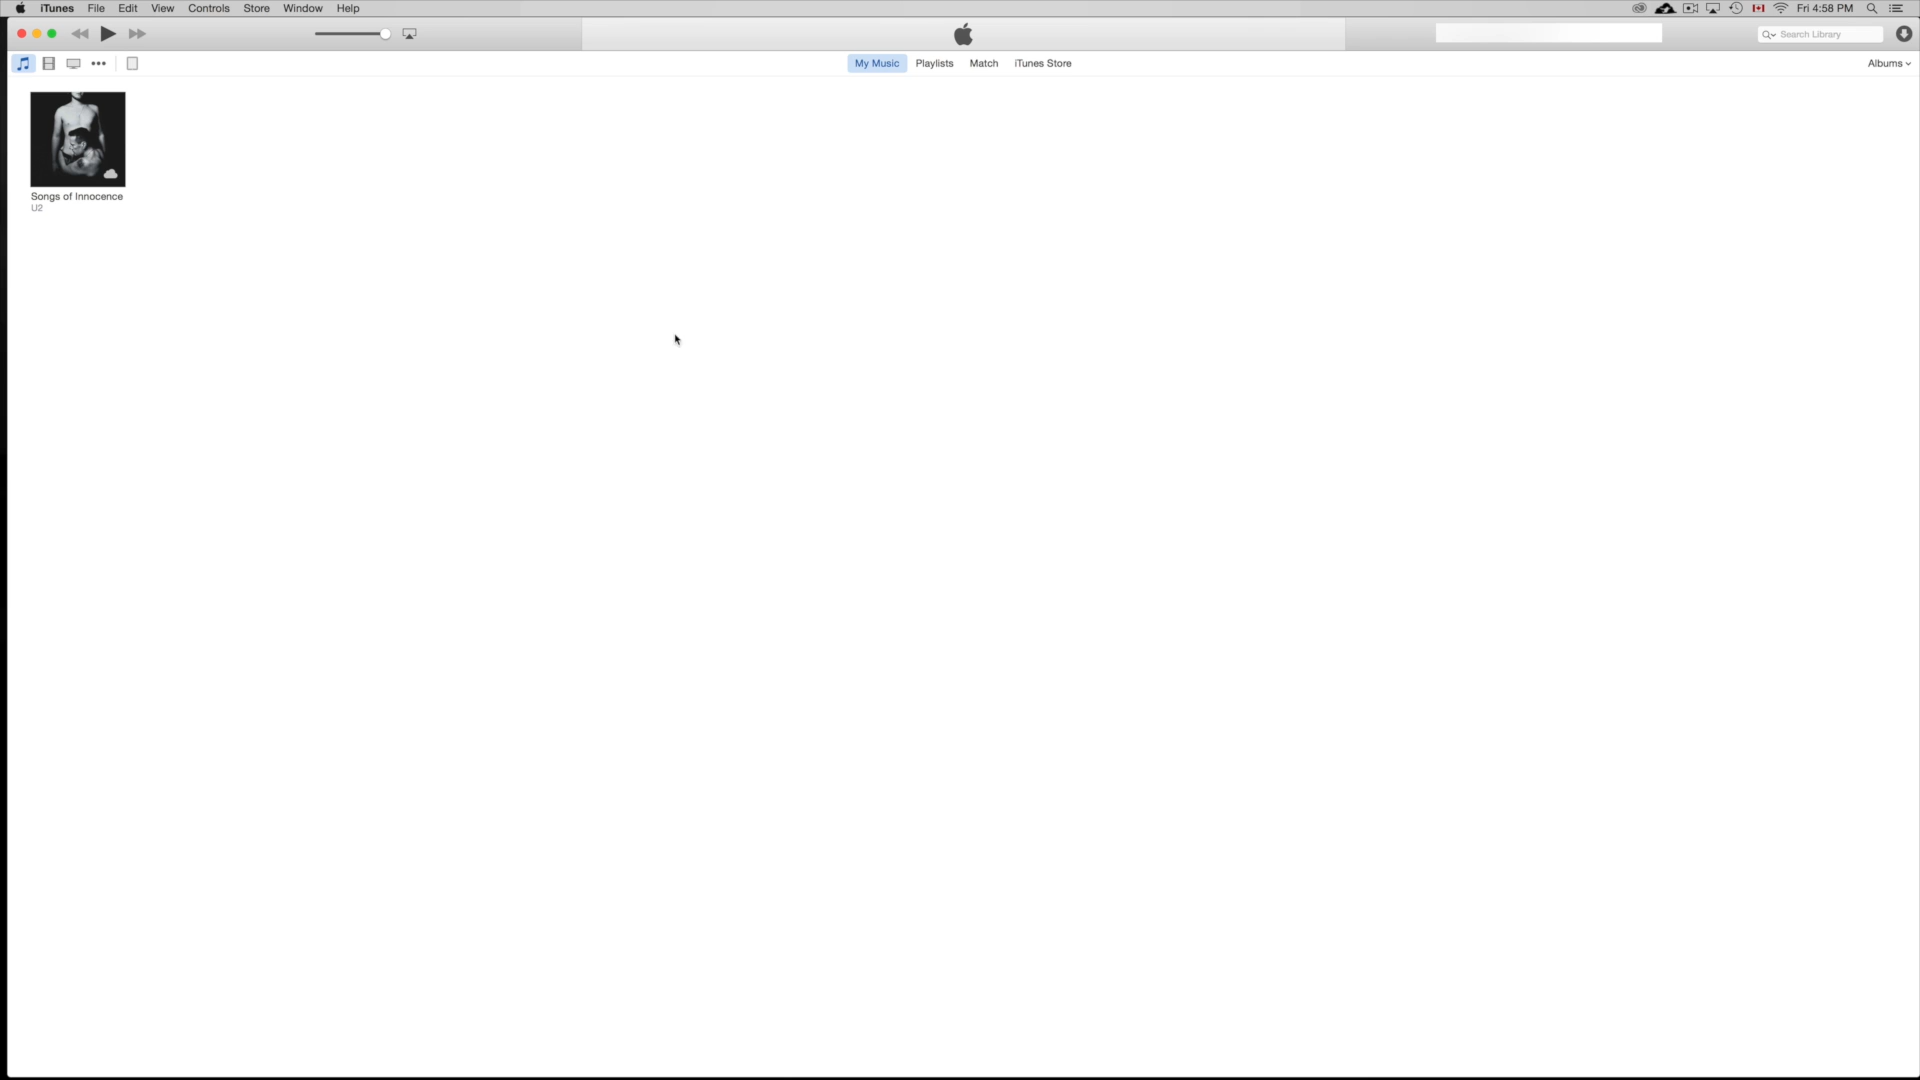 iTunes File Edit View Controls Store Window Help Fri 4:58 PM
Search Library
My Music Playlists Match iTunes Store Albums
Songs of Innocence
U2